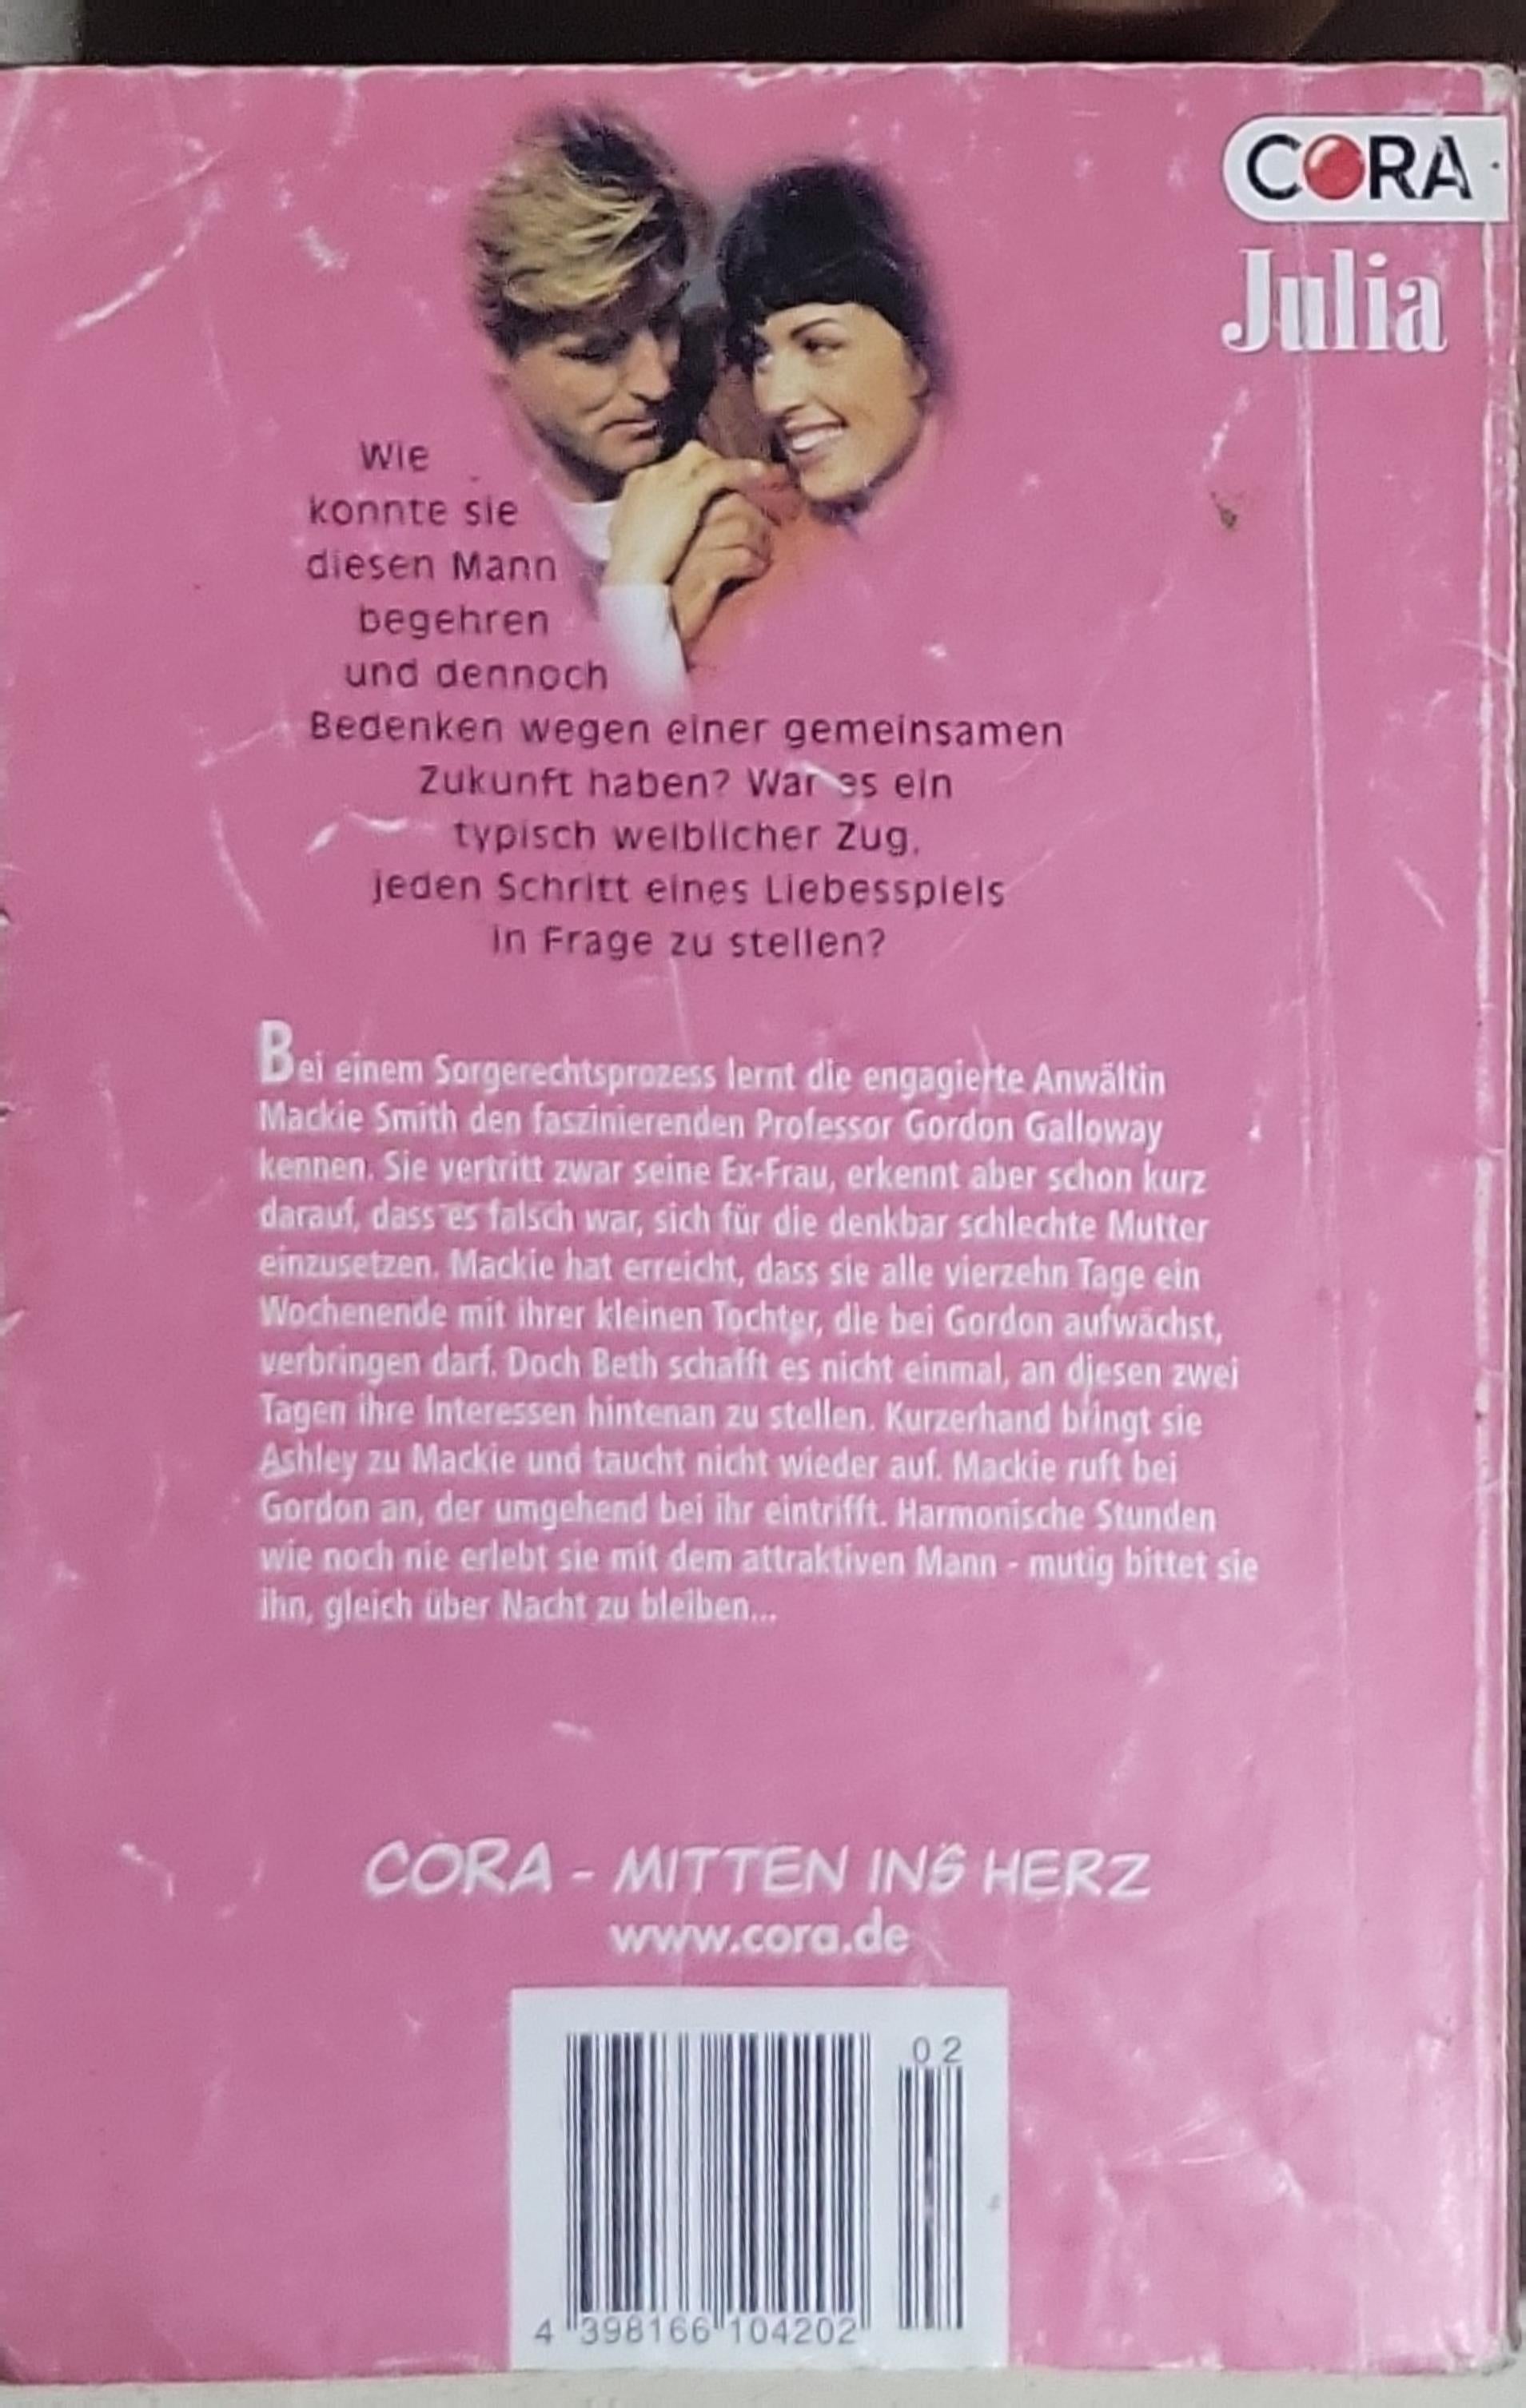 CORA
Julia
Wie
konnte sie
diesen Mann
begehren
und dennoch
Bedenken wegen einer gemeinsamen
Zukunft haben? War es ein
typisch weiblicher Zug,
jeden Schritt eines Liebesspiels
in Frage zu stellen?
Bei einem Sorgerechtsprozess lernt die engagierte Anwältin
Mackie Smith den faszinierenden Professor Gordon Galloway
kennen. Sie vertritt zwar seine Ex-Frau, erkennt aber schon kurz
darauf, dass es falsch war, sich für die denkbar schlechte Mutter
einzusetzen. Mackie hat erreicht, dass sie alle vierzehn Tage ein
Wochenende mit ihrer kleinen Tochter, die bei Gordon aufwächst,
verbringen darf. Doch Beth schafft es nicht einmal, an diesen zwei
Tagen ihre Interessen hintenan zu stellen. Kurzerhand bringt sie
Ashley zu Mackie und taucht nicht wieder auf. Mackie ruft bei
Gordon an, der umgehend bei ihr eintrifft. Harmonische Stunden
wie noch nie erlebt sie mit dem attraktiven Mann - mutig bittet sie
ihn, gleich über Nacht zu bleiben...
CORA - MITTEN INS HERZ
www.cora.de
02
4 398166 104202